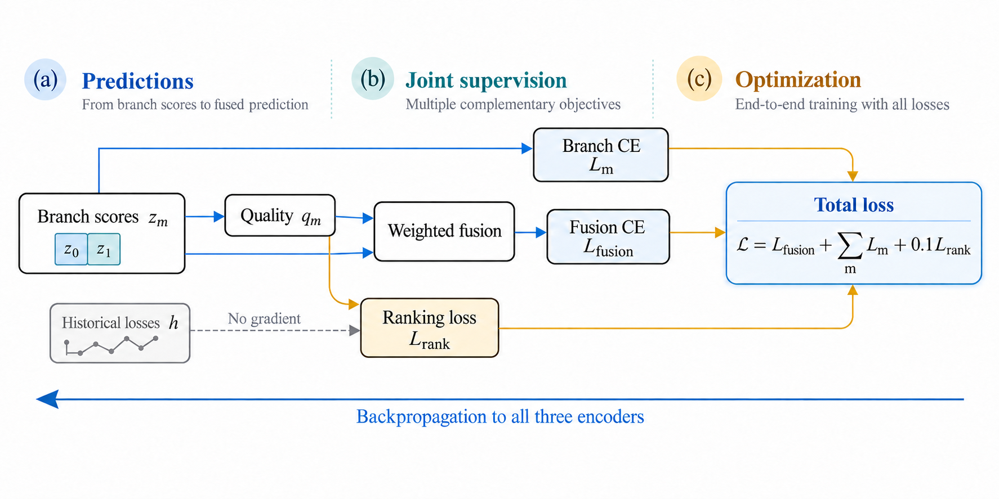 (a) Predictions
From branch scores to fused prediction
(b) Joint supervision
Multiple complementary objectives
(c) Optimization
End-to-end training with all losses
Branch CE
L_m
Branch scores z_m
z_0 z_1
Quality q_m
Weighted fusion
Fusion CE
L_fusion
Total loss
ℒ = L_fusion + ∑_m L_m + 0.1L_rank
Historical losses h
No gradient
Ranking loss
L_rank
Backpropagation to all three encoders